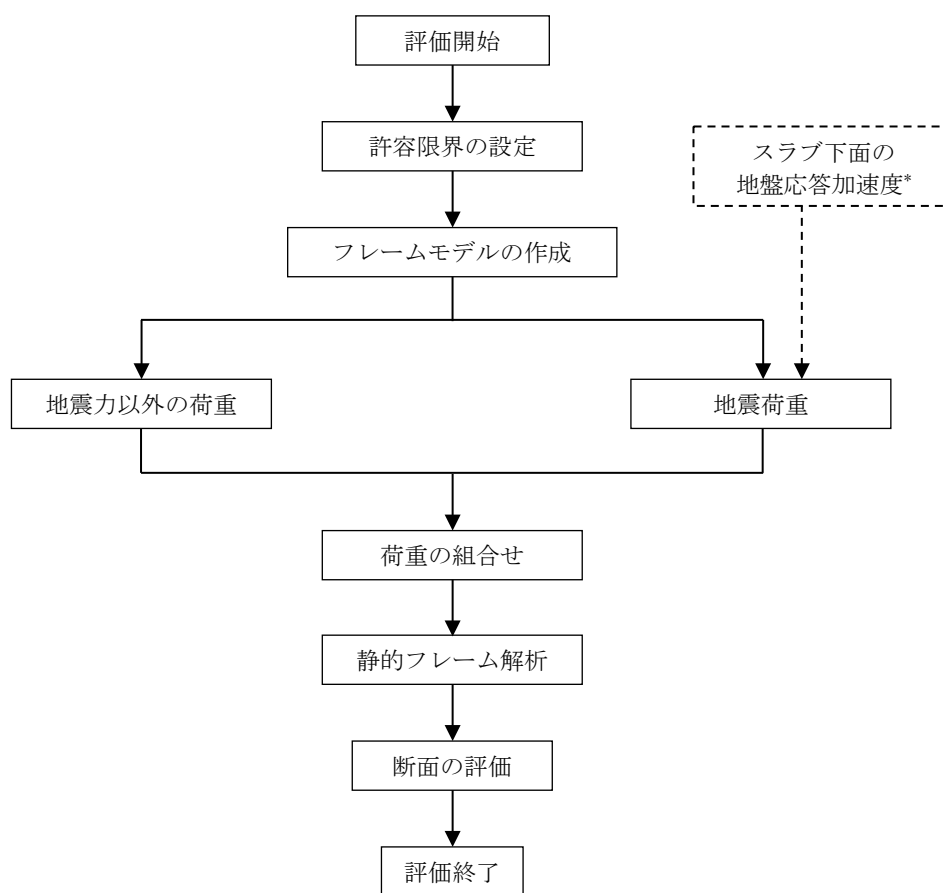 評価開始
許容限界の設定
スラブ下面の
地盤応答加速度*
フレームモデルの作成
地震力以外の荷重
地震荷重
荷重の組合せ
静的フレーム解析
断面の評価
評価終了